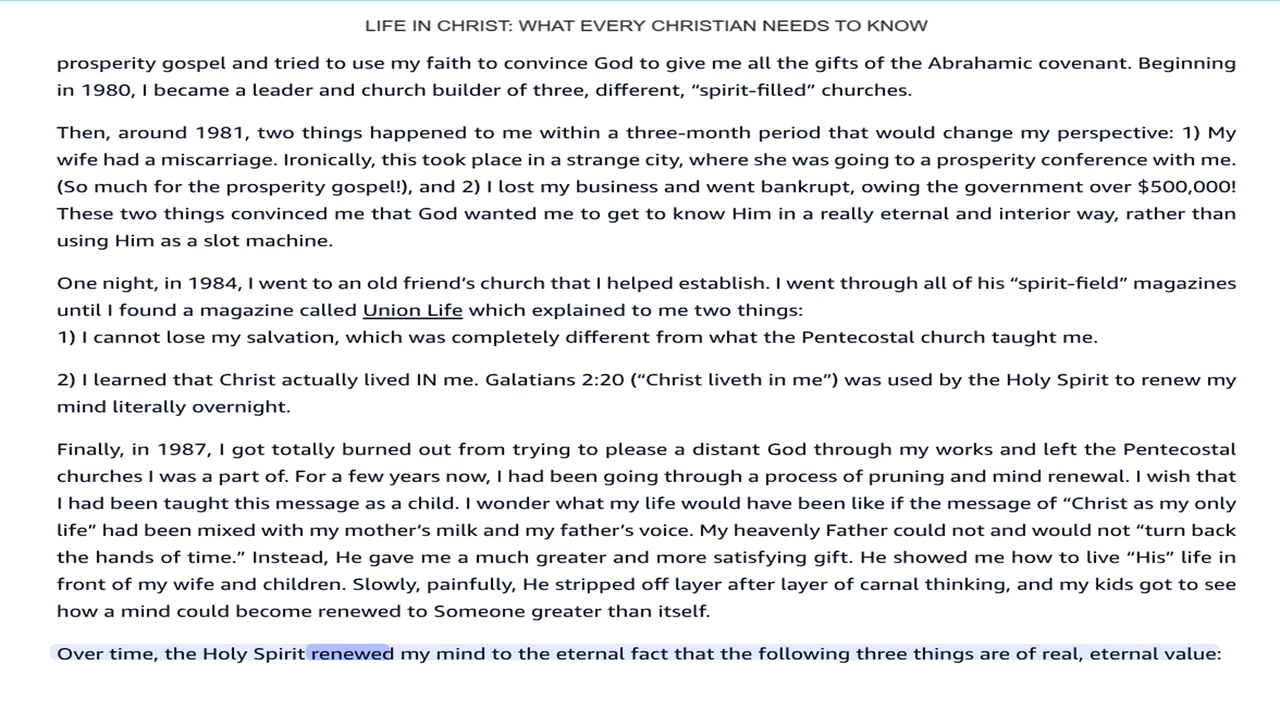 LIFE IN CHRIST: WHAT EVERY CHRISTIAN NEEDS TO KNOW
prosperity gospel and tried to use my faith to convince God to give me all the gifts of the Abrahamic covenant. Beginning
in 1980, I became a leader and church builder of three, different, “spirit-filled” churches.
Then, around 1981, two things happened to me within a three-month period that would change my perspective: 1) My
wife had a miscarriage. Ironically, this took place in a strange city, where she was going to a prosperity conference with me.
(So much for the prosperity gospel!), and 2) I lost my business and went bankrupt, owing the government over $500,000!
These two things convinced me that God wanted me to get to know Him in a really eternal and interior way, rather than
using Him as a slot machine.
One night, in 1984, I went to an old friend’s church that I helped establish. I went through all of his “spirit-field” magazines
until I found a magazine called Union Life which explained to me two things:
1) I cannot lose my salvation, which was completely different from what the Pentecostal church taught me.
2) I learned that Christ actually lived IN me. Galatians 2:20 (“Christ liveth in me”) was used by the Holy Spirit to renew my
mind literally overnight.
Finally, in 1987, I got totally burned out from trying to please a distant God through my works and left the Pentecostal
churches I was a part of. For a few years now, I had been going through a process of pruning and mind renewal. I wish that
I had been taught this message as a child. I wonder what my life would have been like if the message of “Christ as my only
life” had been mixed with my mother’s milk and my father’s voice. My heavenly Father could not and would not “turn back
the hands of time.” Instead, He gave me a much greater and more satisfying gift. He showed me how to live “His” life in
front of my wife and children. Slowly, painfully, He stripped off layer after layer of carnal thinking, and my kids got to see
how a mind could become renewed to Someone greater than itself.
Over time, the Holy Spirit renewed my mind to the eternal fact that the following three things are of real, eternal value: